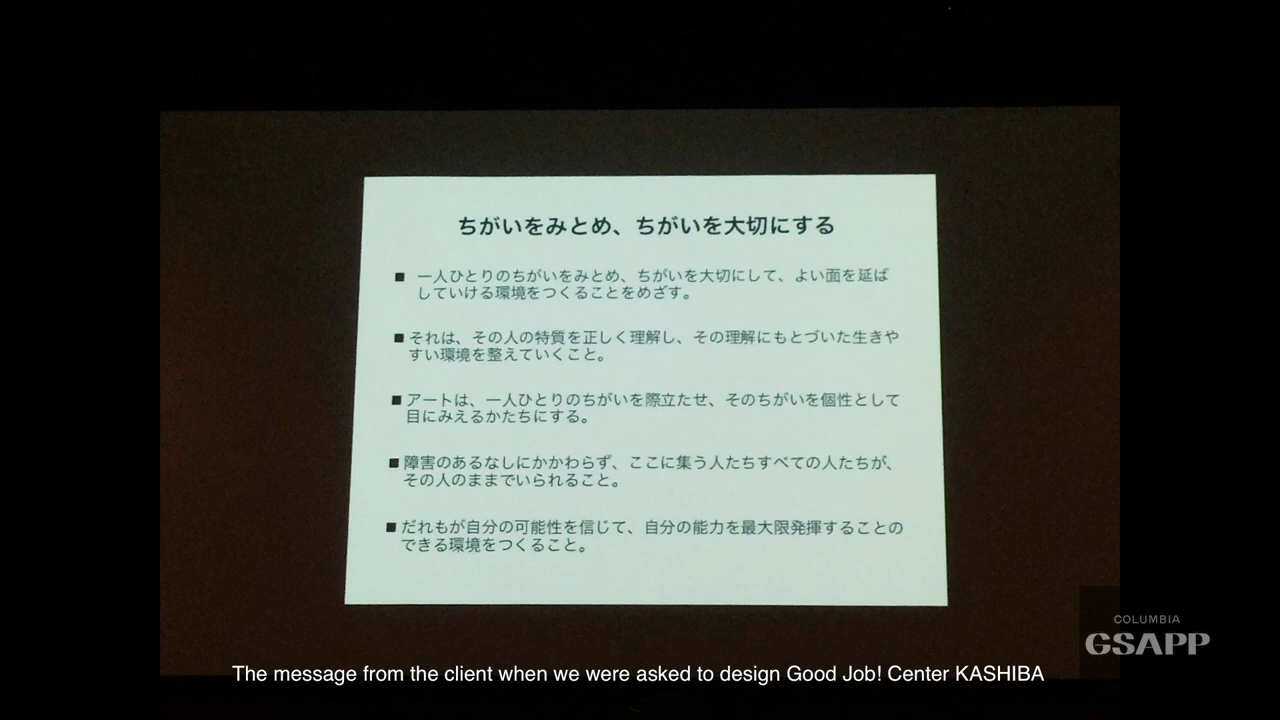 ちがいをみとめ、ちがいを大切にする
■ 一人ひとりのちがいをみとめ、ちがいを大切にして、よい面を延ば
していける環境をつくることをめざす。
■ それは、その人の特質を正しく理解し、その理解にもとづいた生きや
すい環境を整えていくこと。
■ アートは、一人ひとりのちがいを際立たせ、そのちがいを個性として
目にみえるかたちにする。
■ 障害のあるなしにかかわらず、ここに集う人たちすべての人たちが、
その人のままでいられること。
■ だれもが自分の可能性を信じて、自分の能力を最大限発揮することの
できる環境をつくること。
COLUMBIA
GSAPP
The message from the client when we were asked to design Good Job! Center KASHIBA